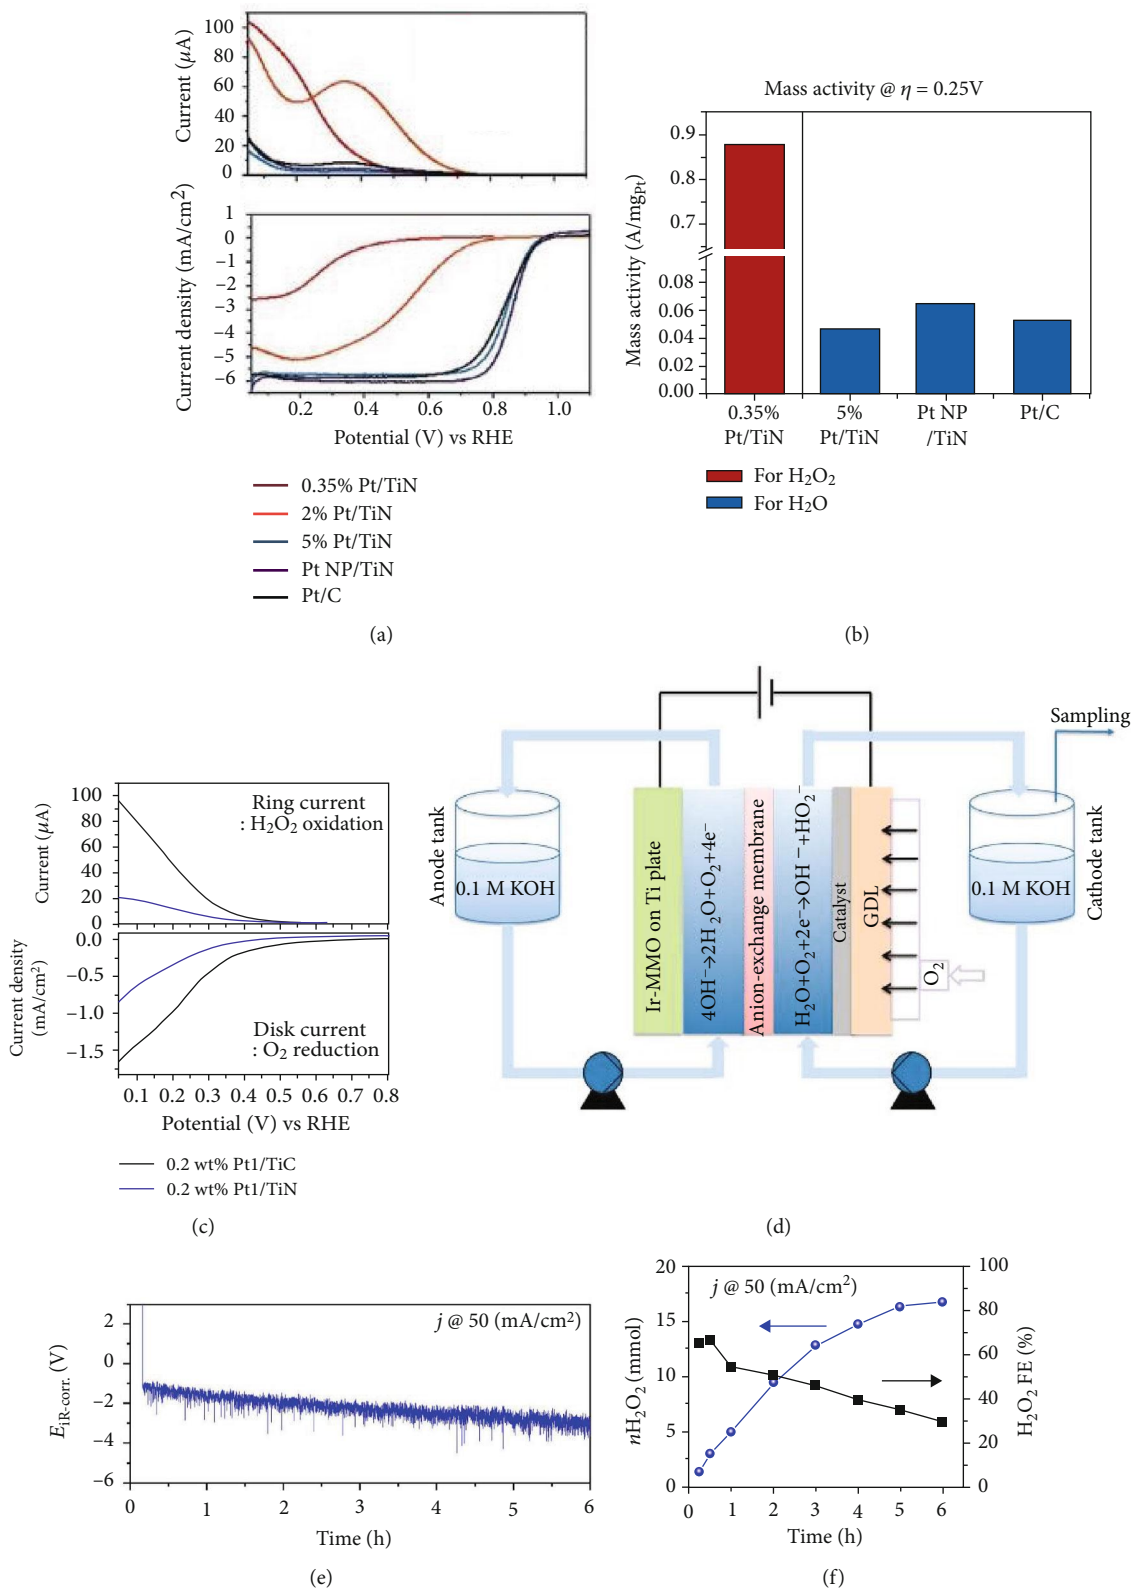 100
80
60
40
20
0
Current (μA)
1
0
−1
−2
−3
−4
−5
−6
Current density (mA/cm2)
0.2 0.4 0.6 0.8 1.0
Potential (V) vs RHE
0.35% Pt/TiN
2% Pt/TiN
5% Pt/TiN
Pt NP/TiN
Pt/C
(a)
Mass activity @ η = 0.25V
0.9
0.8
0.7
0.08
0.06
0.04
0.02
0.00
Mass activity (A/mgPt)
0.35% 5% Pt NP Pt/C
Pt/TiN Pt/TiN /TiN
For H₂O₂
For H₂O
(b)
100
80
60
40
20
0
Current (μA)
Ring current
: H₂O₂ oxidation
0.0
−0.5
−1.0
−1.5
Current density
(mA/cm²)
Disk current
: O₂ reduction
0.1 0.2 0.3 0.4 0.5 0.6 0.7 0.8
Potential (V) vs RHE
0.2 wt% Pt1/TiC
0.2 wt% Pt1/TiN
(c)
Sampling
Anode tank
0.1 M KOH
Ir-MMO on Ti plate
4OH⁻→2H₂O+O₂+4e⁻
Anion-exchange membrane
H₂O+O₂+2e⁻→OH⁻+HO₂⁻
Catalyst
GDL
O₂
0.1 M KOH
Cathode tank
(d)
j @ 50 (mA/cm²)
2
0
−2
−4
−6
E iR-corr. (V)
0 1 2 3 4 5 6
Time (h)
(e)
j @ 50 (mA/cm²)
20
15
10
5
0
nH₂O₂ (mmol)
100
80
60
40
20
0
H₂O₂ FE (%)
0 1 2 3 4 5 6
Time (h)
(f)